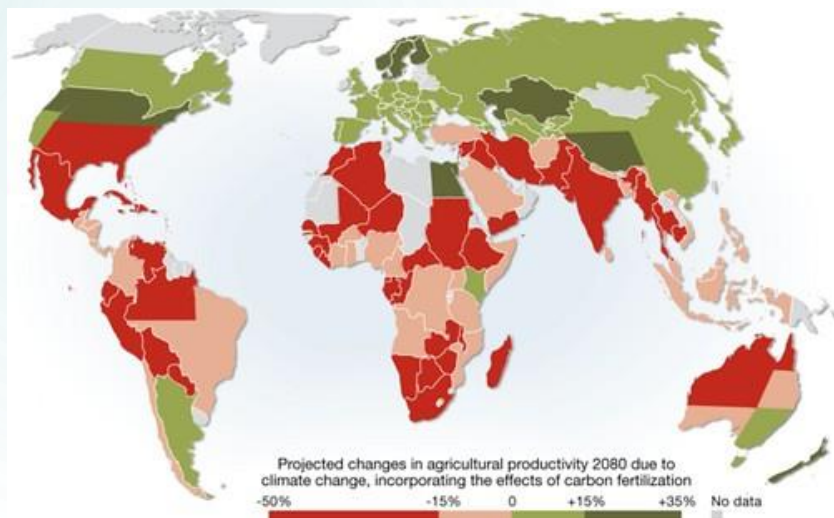 Projected changes in agricultural productivity 2080 due to
climate change, incorporating the effects of carbon fertilization
-50% -15% 0 +15% +35% No data